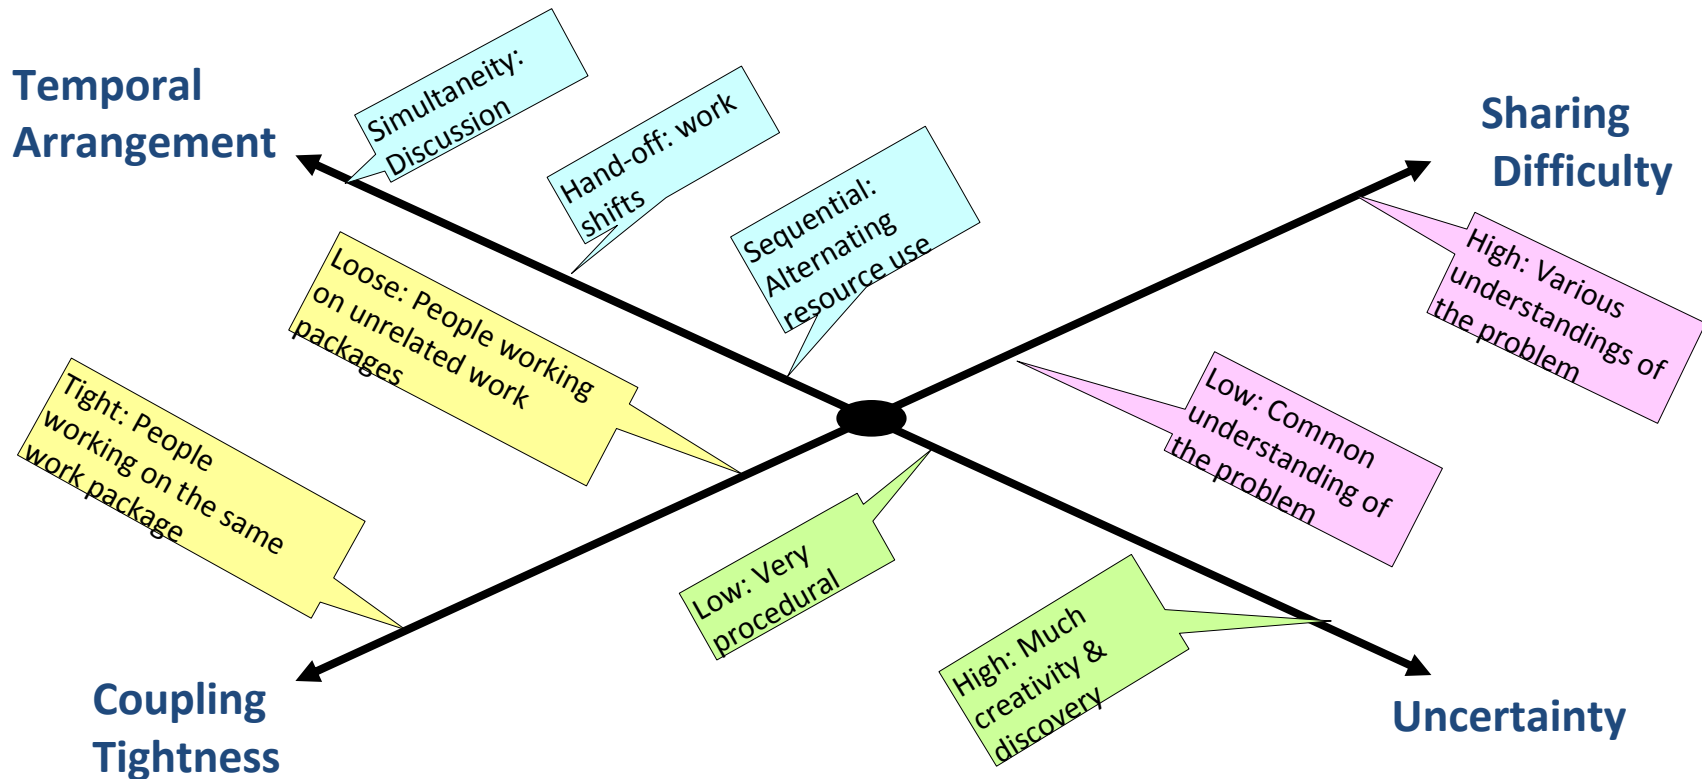 Temporal
Arrangement
Simultaneity:
Discussion
Hand-off: work
shifts
Sequential:
Alternating
resource use
Sharing
Difficulty
High: Various
understandings of
the problem
Low: Common
understanding of
the problem
Loose: People working
on unrelated work
packages
Tight: People
working on the same
work package
Low: Very
procedural
High: Much
creativity &
discovery
Coupling
Tightness
Uncertainty